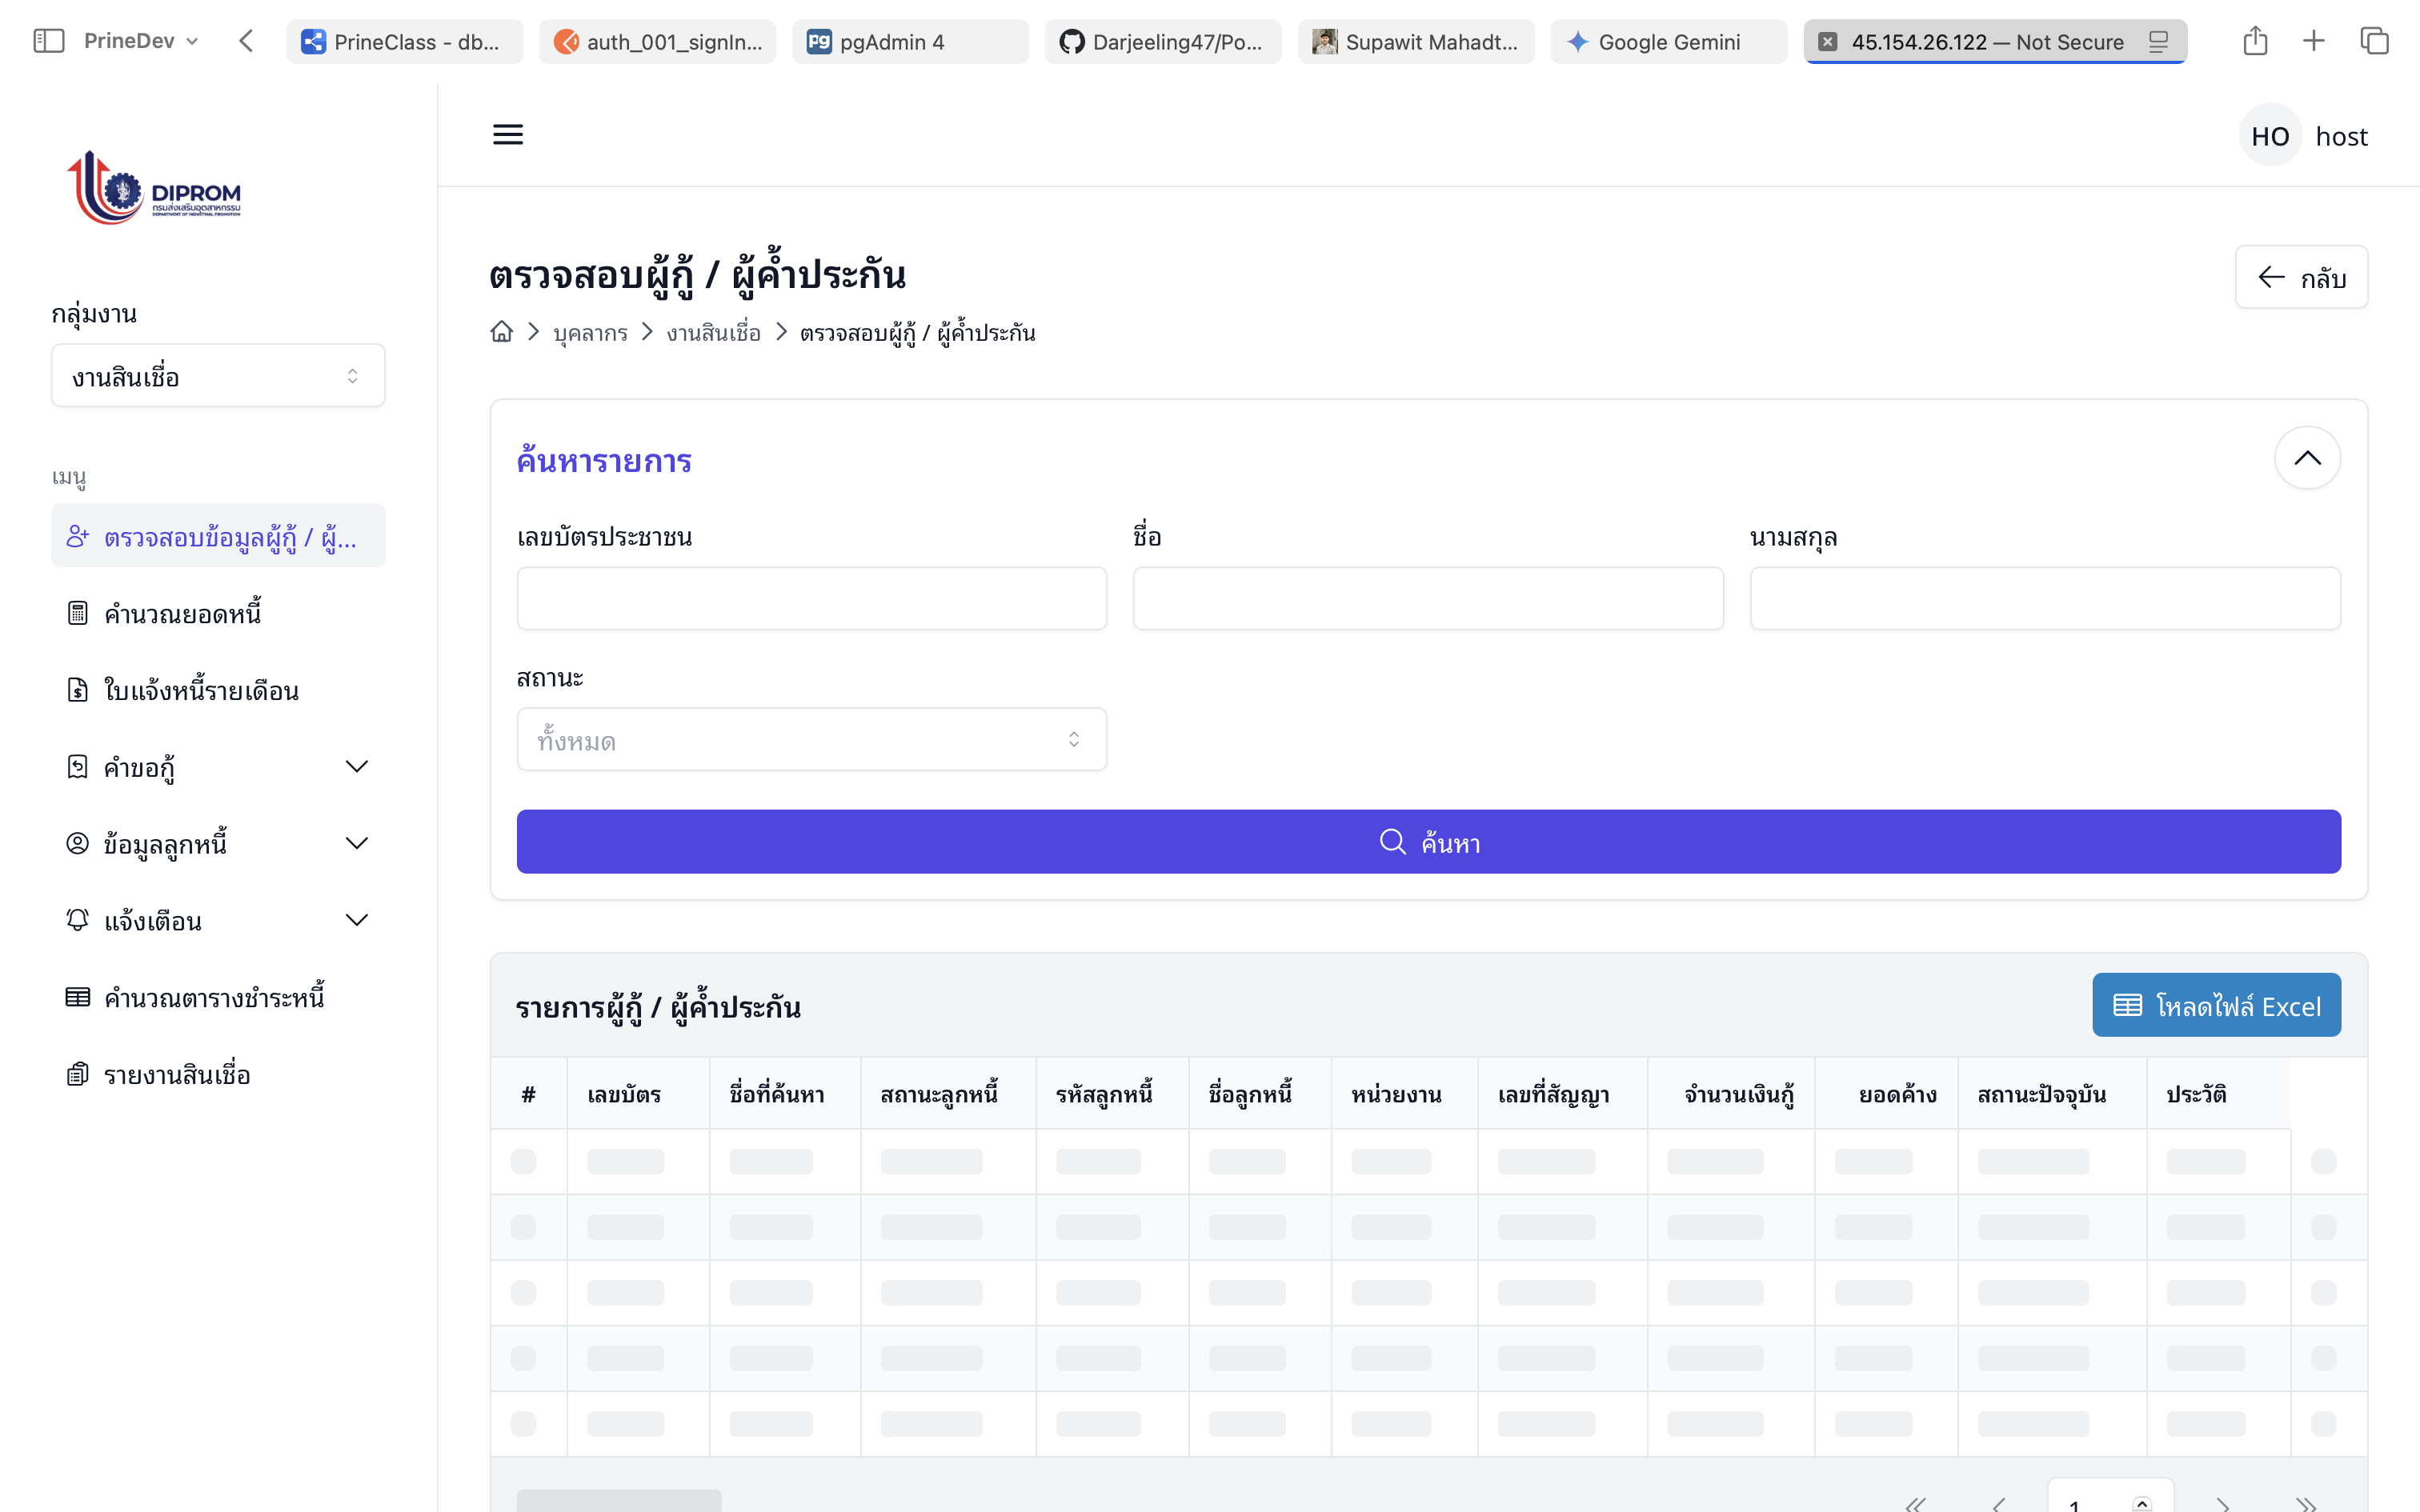 PrineDev
PrineClass - db...
auth_001_signIn...
pgAdmin 4
Darjeeling47/Po...
Supawit Mahadt...
Google Gemini
45.154.26.122 — Not Secure
DIPROM
กรมส่งเสริมอุตสาหกรรม
DEPARTMENT OF INDUSTRIAL PROMOTION
HO host
กลุ่มงาน
งานสินเชื่อ
เมนู
ตรวจสอบข้อมูลผู้กู้ / ผู้...
คำนวณยอดหนี้
ใบแจ้งหนี้รายเดือน
คำขอกู้
ข้อมูลลูกหนี้
แจ้งเตือน
คำนวณตารางชำระหนี้
รายงานสินเชื่อ
ตรวจสอบผู้กู้ / ผู้ค้ำประกัน
กลับ
บุคลากร งานสินเชื่อ ตรวจสอบผู้กู้ / ผู้ค้ำประกัน
ค้นหารายการ
เลขบัตรประชาชน ชื่อ นามสกุล
สถานะ
ทั้งหมด
ค้นหา
รายการผู้กู้ / ผู้ค้ำประกัน
โหลดไฟล์ Excel
# เลขบัตร ชื่อที่ค้นหา สถานะลูกหนี้ รหัสลูกหนี้ ชื่อลูกหนี้ หน่วยงาน เลขที่สัญญา จำนวนเงินกู้ ยอดค้าง สถานะปัจจุบัน ประวัติ
1